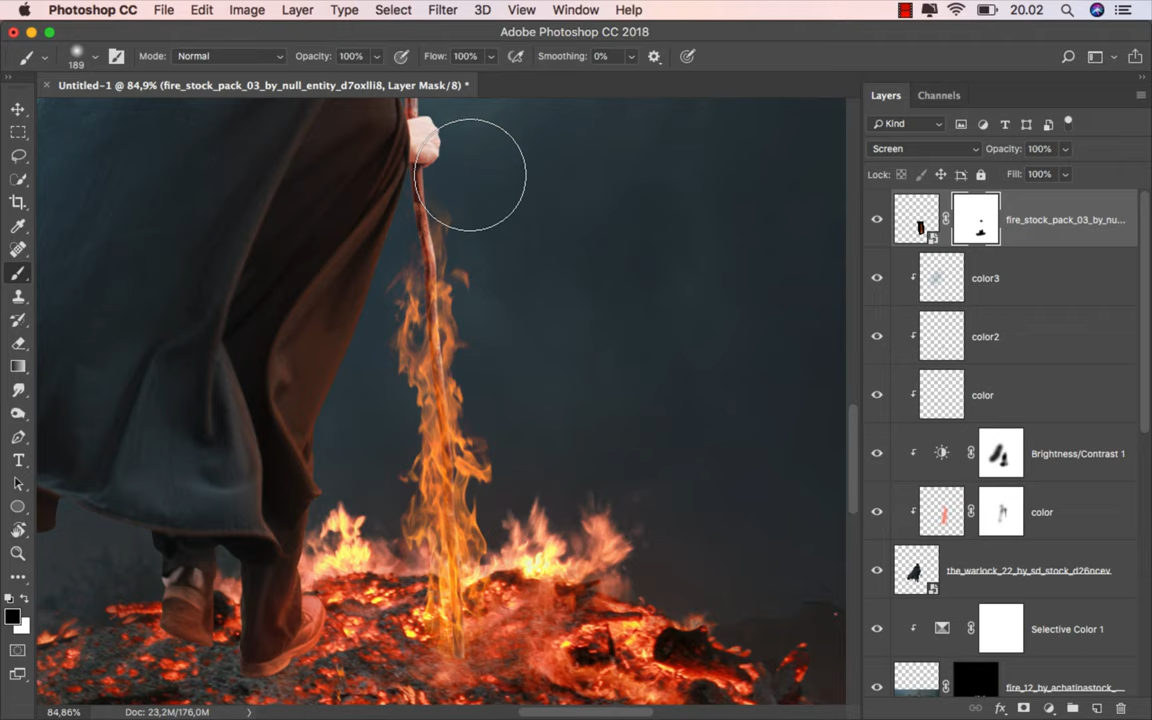 Photoshop CC File Edit Image Layer Type Select Filter 3D View Window Help 20.02
Adobe Photoshop CC 2018
189 Mode: Normal Opacity: 100% Flow: 100% Smoothing: 0%
Untitled-1 @ 84,9% (fire_stock_pack_03_by_null_entity_d7oxlli8, Layer Mask/8) *
Layers Channels
Kind
Screen Opacity: 100%
Lock: Fill: 100%
fire_stock_pack_03_by_nu...
color3
color2
color
Brightness/Contrast 1
color
the_warlock_22_by_sd_stock_d26ncev
Selective Color 1
fire_12_by_achatinastock_...
84,86% Doc: 23,2M/176,0M